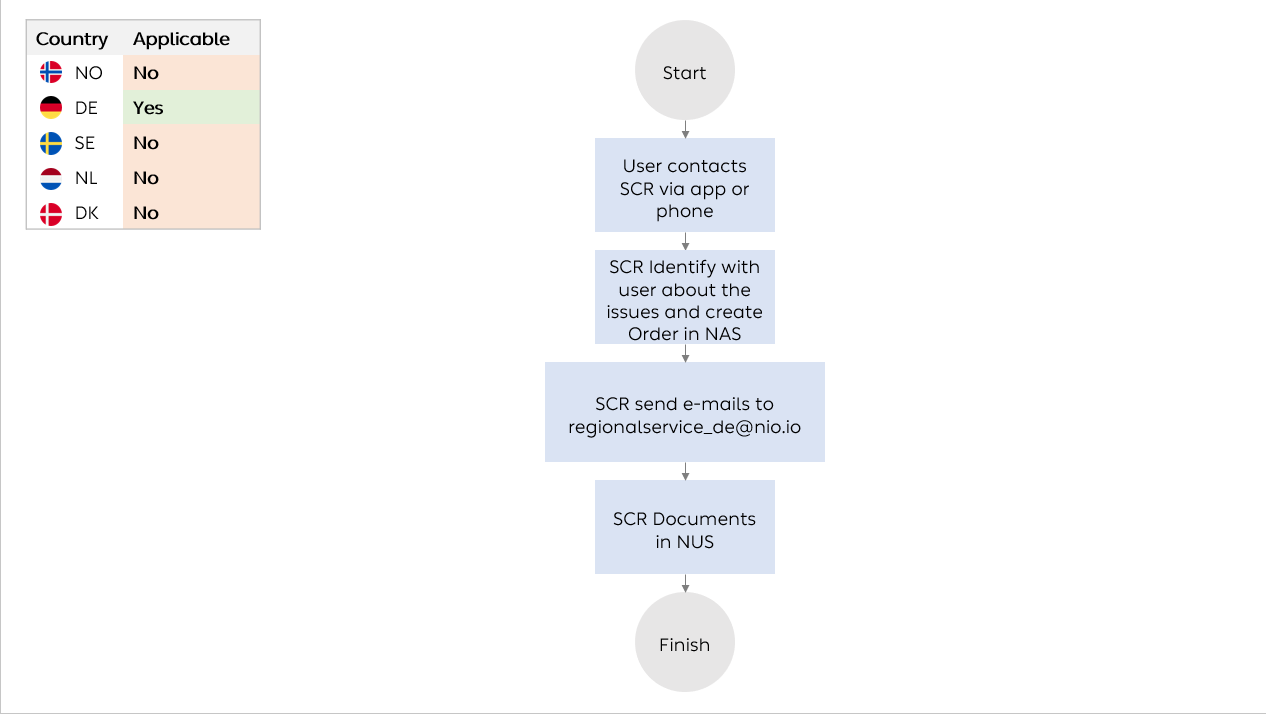 Country Applicable
NO No
DE Yes
SE No
NL No
DK No
Start
User contacts
SCR via app or
phone
SCR Identify with
user about the
issues and create
Order in NAS
SCR send e-mails to
regionalservice_de@nio.io
SCR Documents
in NUS
Finish